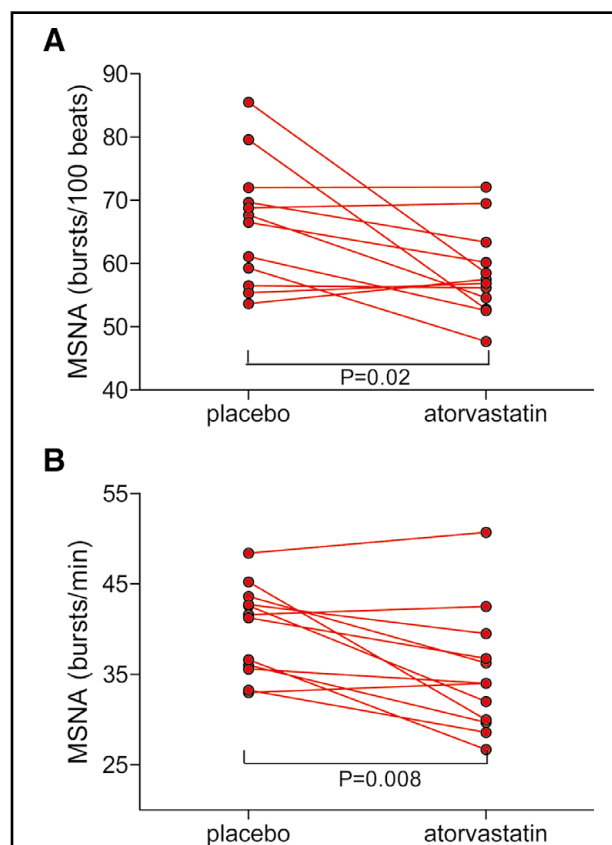 A
MSNA (bursts/100 beats)
90
80
70
60
50
40
P=0.02
placebo atorvastatin
B
MSNA (bursts/min)
55
45
35
25
P=0.008
placebo atorvastatin